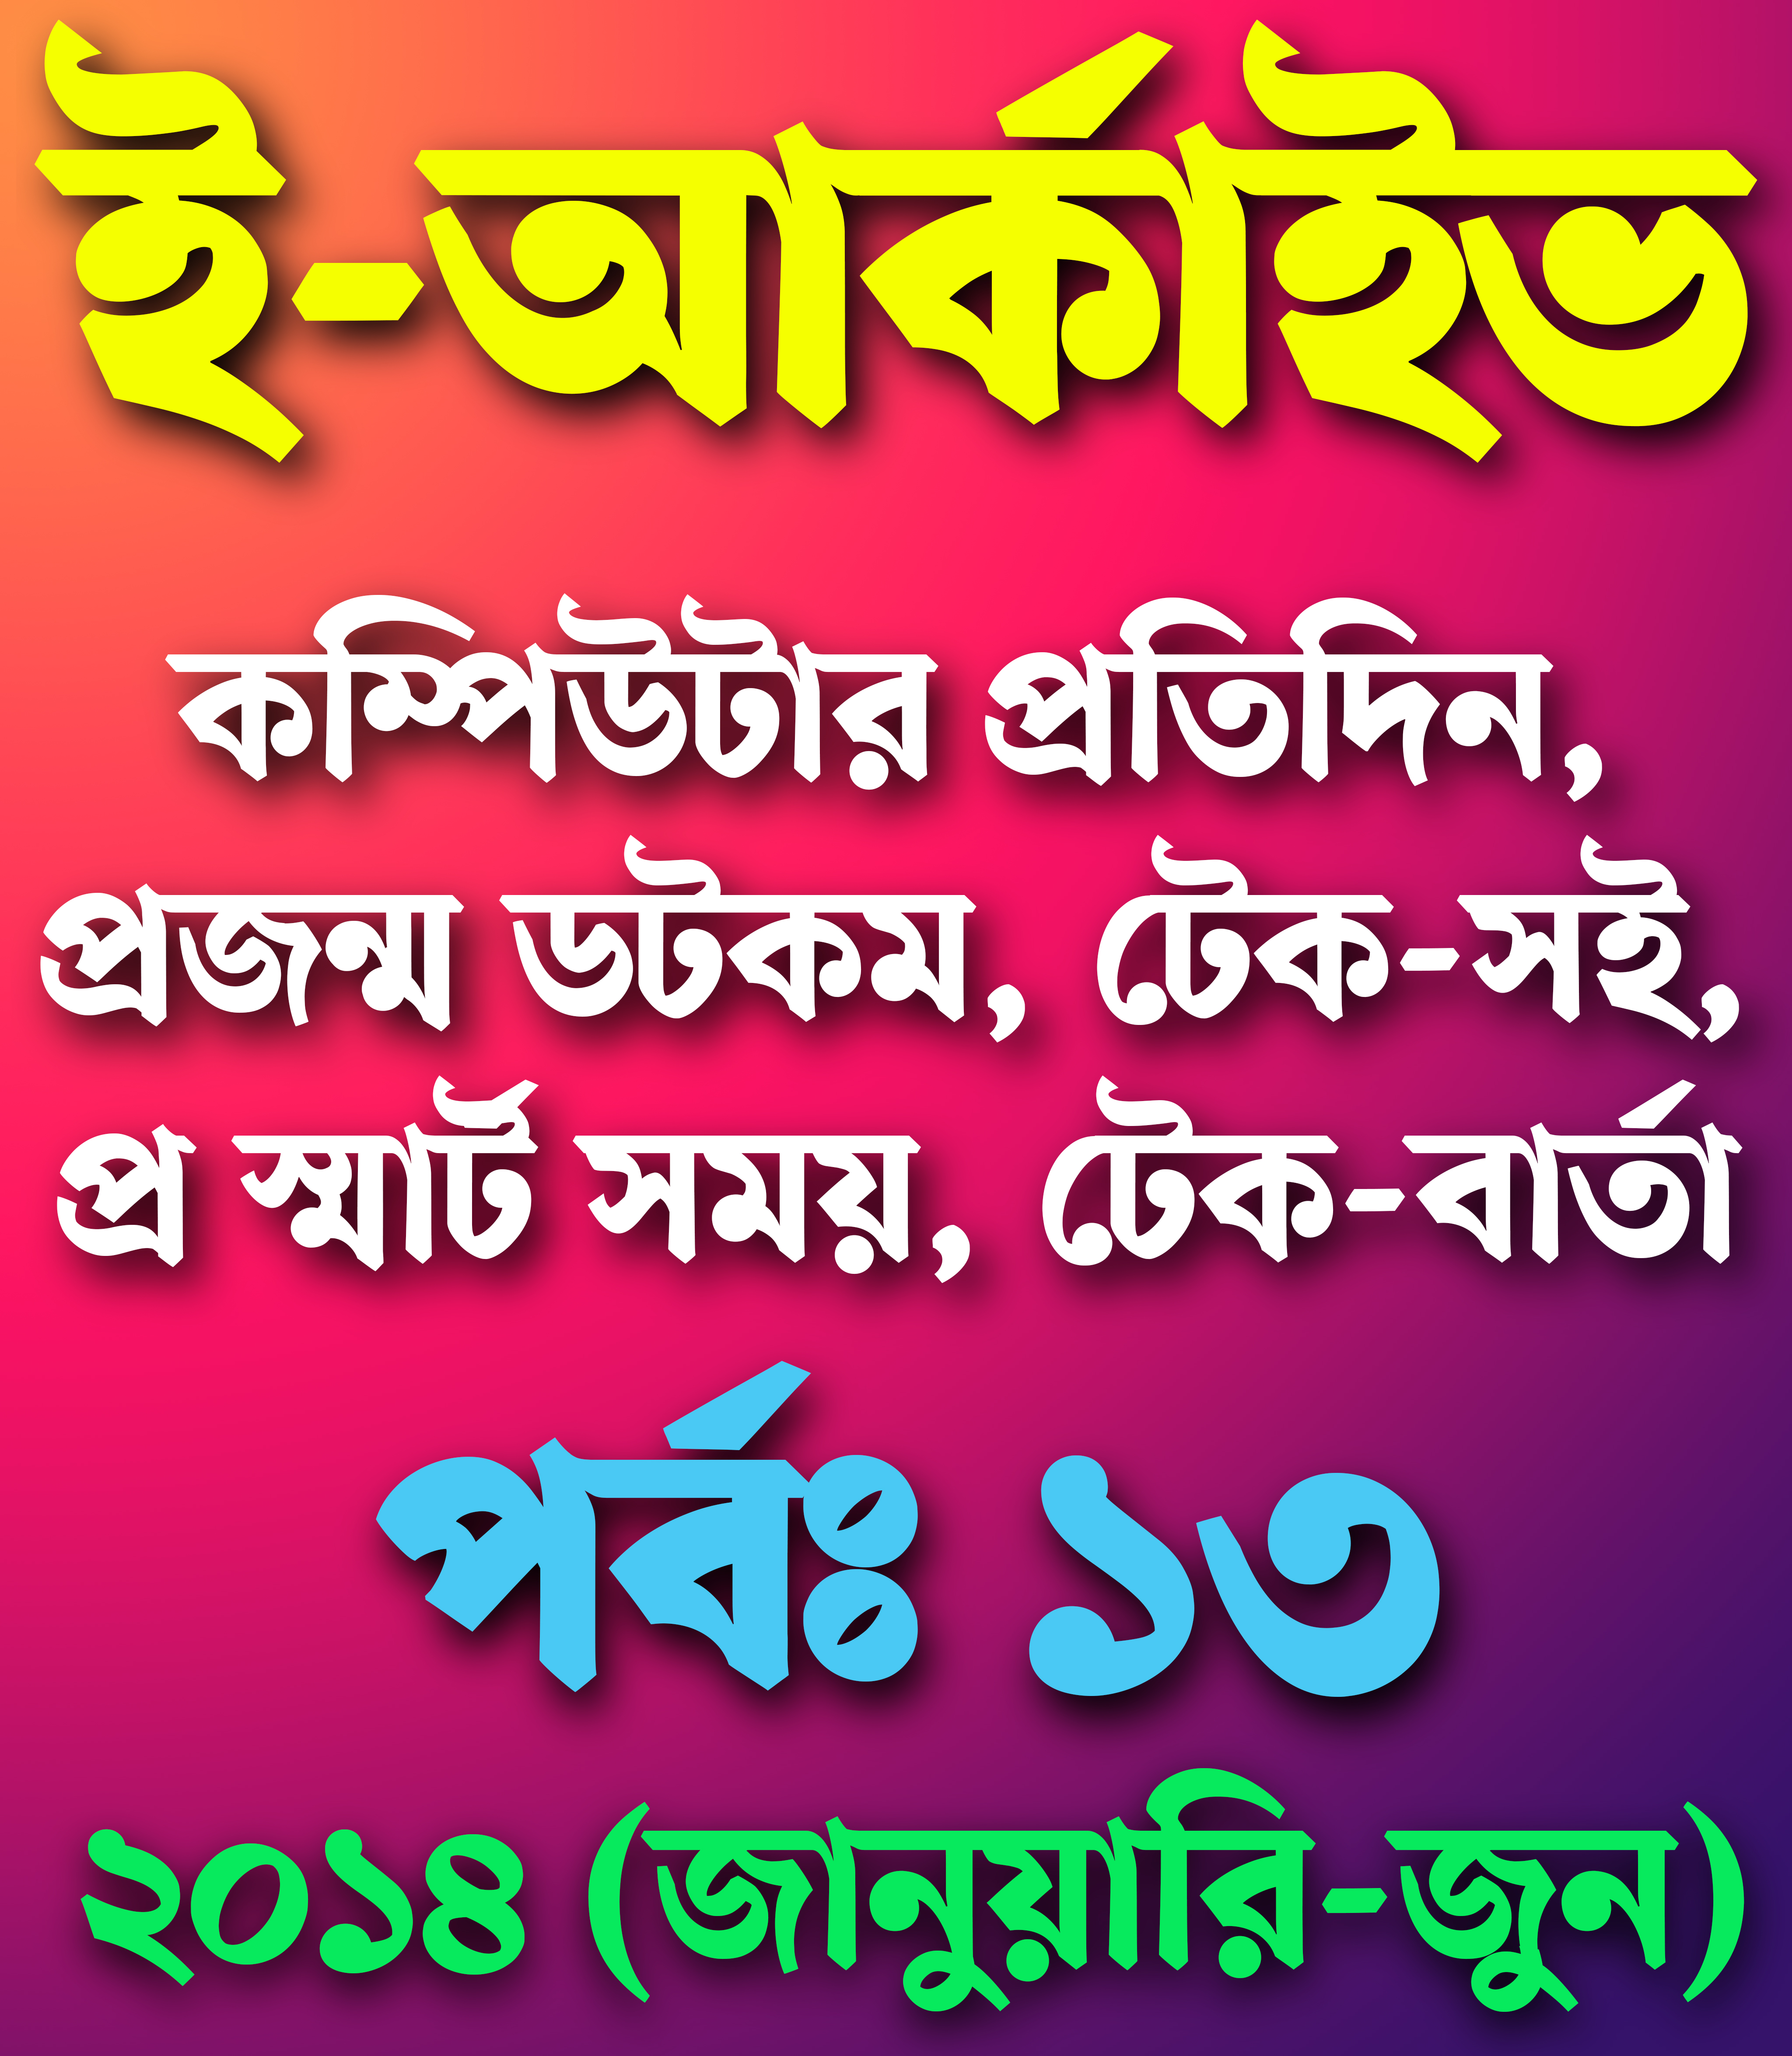 ই-আর্কাইভ
কম্পিউটার প্রতিদিন,
প্রজন্ম ডটকম, টেক-সই,
প্র স্মার্ট সময়, টেক-বার্তা
পর্বঃ ১৩
২০১৪ (জানুয়ারি-জুন)